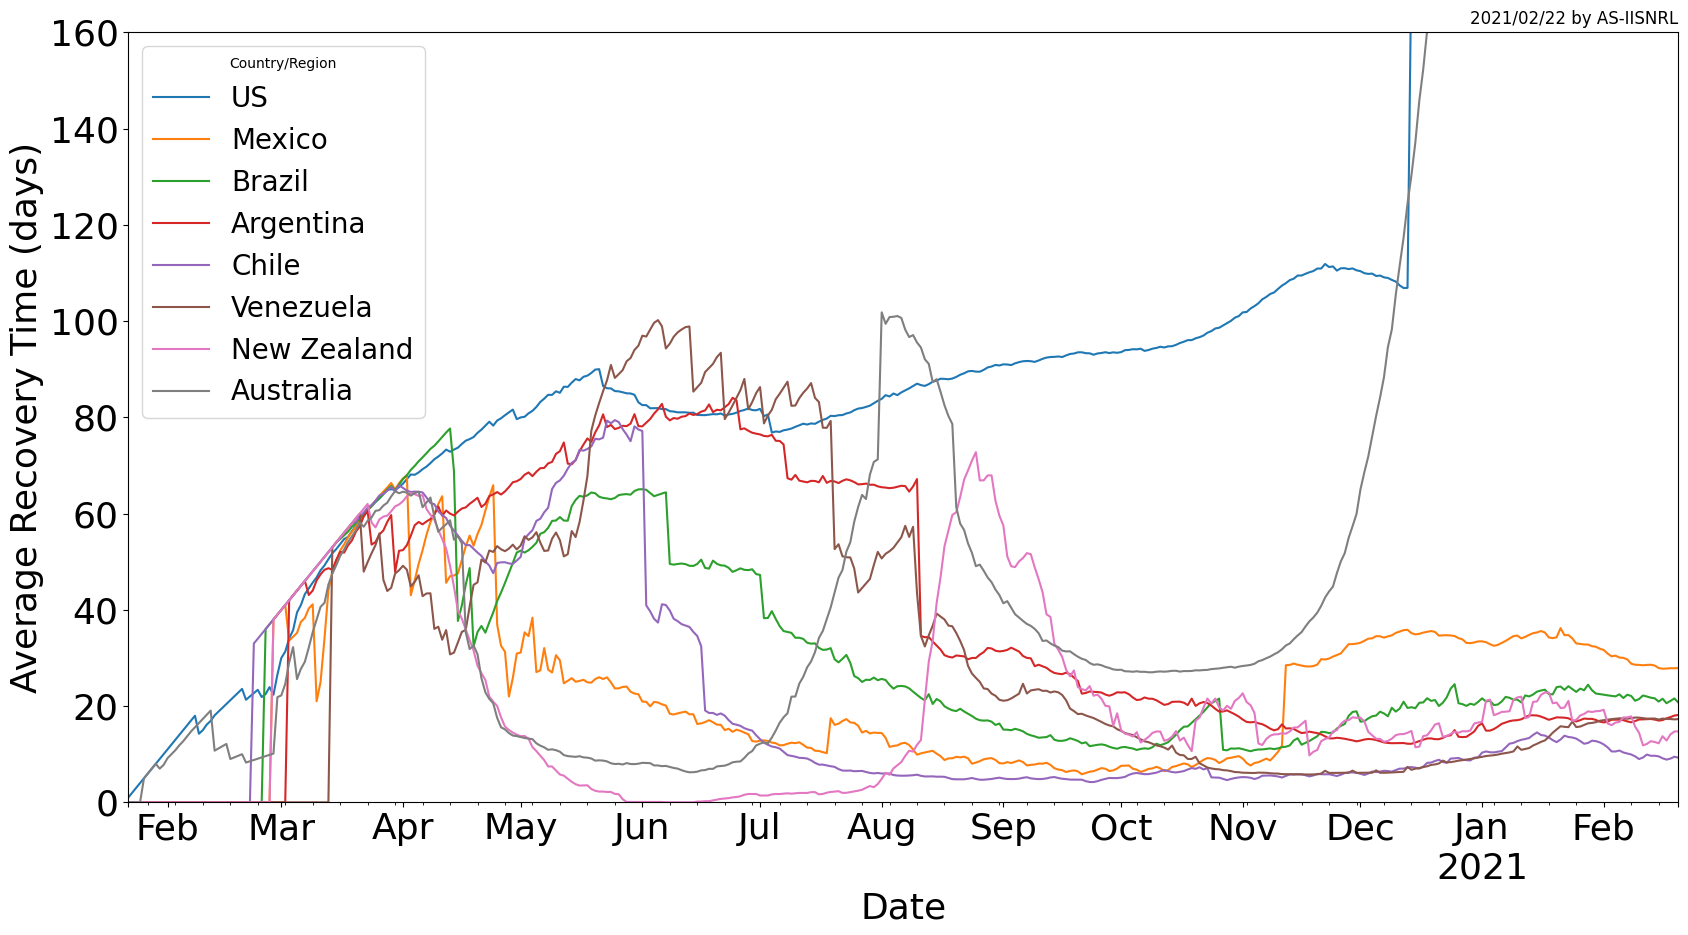 2021/02/22 by AS-IISNRL
Average Recovery Time (days)
160
140
120
100
80
60
40
20
0
Country/Region
US
Mexico
Brazil
Argentina
Chile
Venezuela
New Zealand
Australia
Feb Mar Apr May Jun Jul Aug Sep Oct Nov Dec Jan Feb
2021
Date